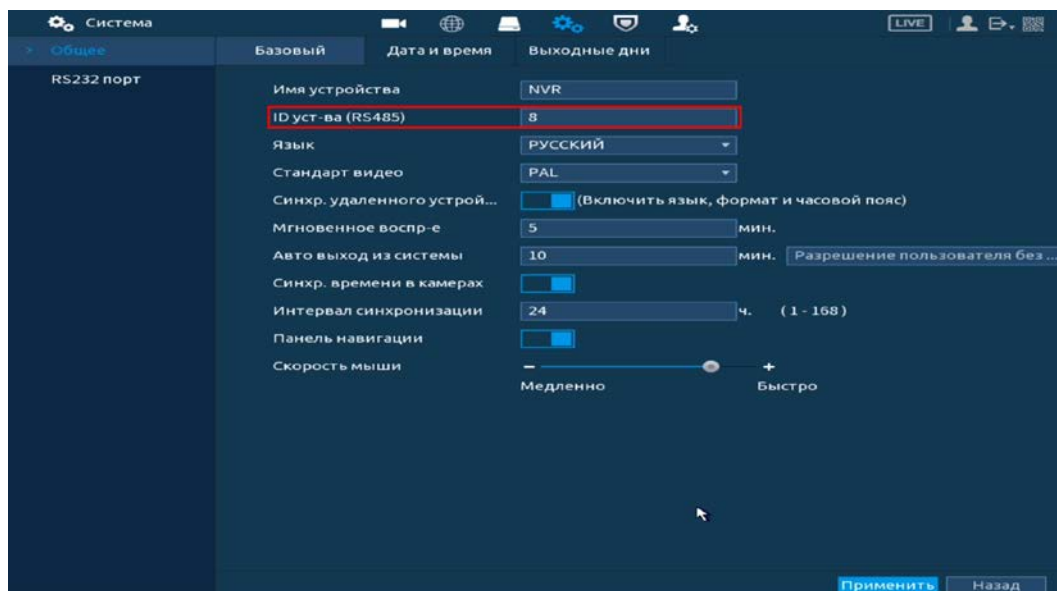 Система LIVE
> Общее Базовый Дата и время Выходные дни
RS232 порт
Имя устройства NVR
ID уст-ва (RS485) 8
Язык РУССКИЙ
Стандарт видео PAL
Синхр. удаленного устрой... (Включить язык, формат и часовой пояс)
Мгновенное воспр-е 5 мин.
Авто выход из системы 10 мин. Разрешение пользователя без ...
Синхр. времени в камерах
Интервал синхронизации 24 ч. (1 - 168)
Панель навигации
Скорость мыши − +
Медленно Быстро
Применить Назад